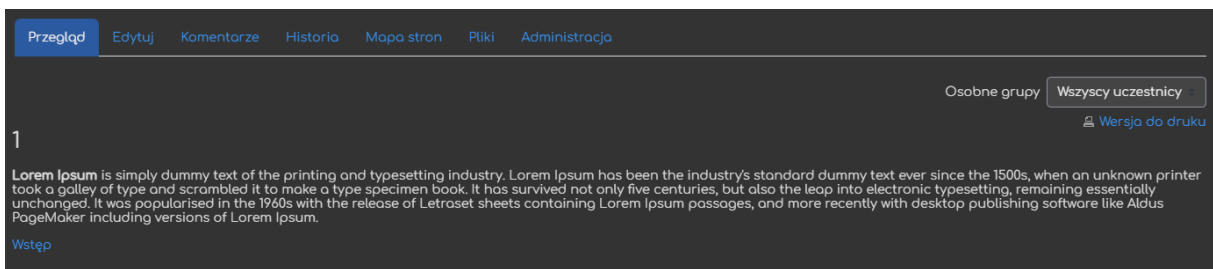 Przegląd Edytuj Komentarze Historia Mapa stron Pliki Administracja
Osobne grupy Wszyscy uczestnicy
Wersja do druku
1
Lorem Ipsum is simply dummy text of the printing and typesetting industry. Lorem Ipsum has been the industry's standard dummy text ever since the 1500s, when an unknown printer
took a galley of type and scrambled it to make a type specimen book. It has survived not only five centuries, but also the leap into electronic typesetting, remaining essentially
unchanged. It was popularised in the 1960s with the release of Letraset sheets containing Lorem Ipsum passages, and more recently with desktop publishing software like Aldus
PageMaker including versions of Lorem Ipsum.
Wstęp